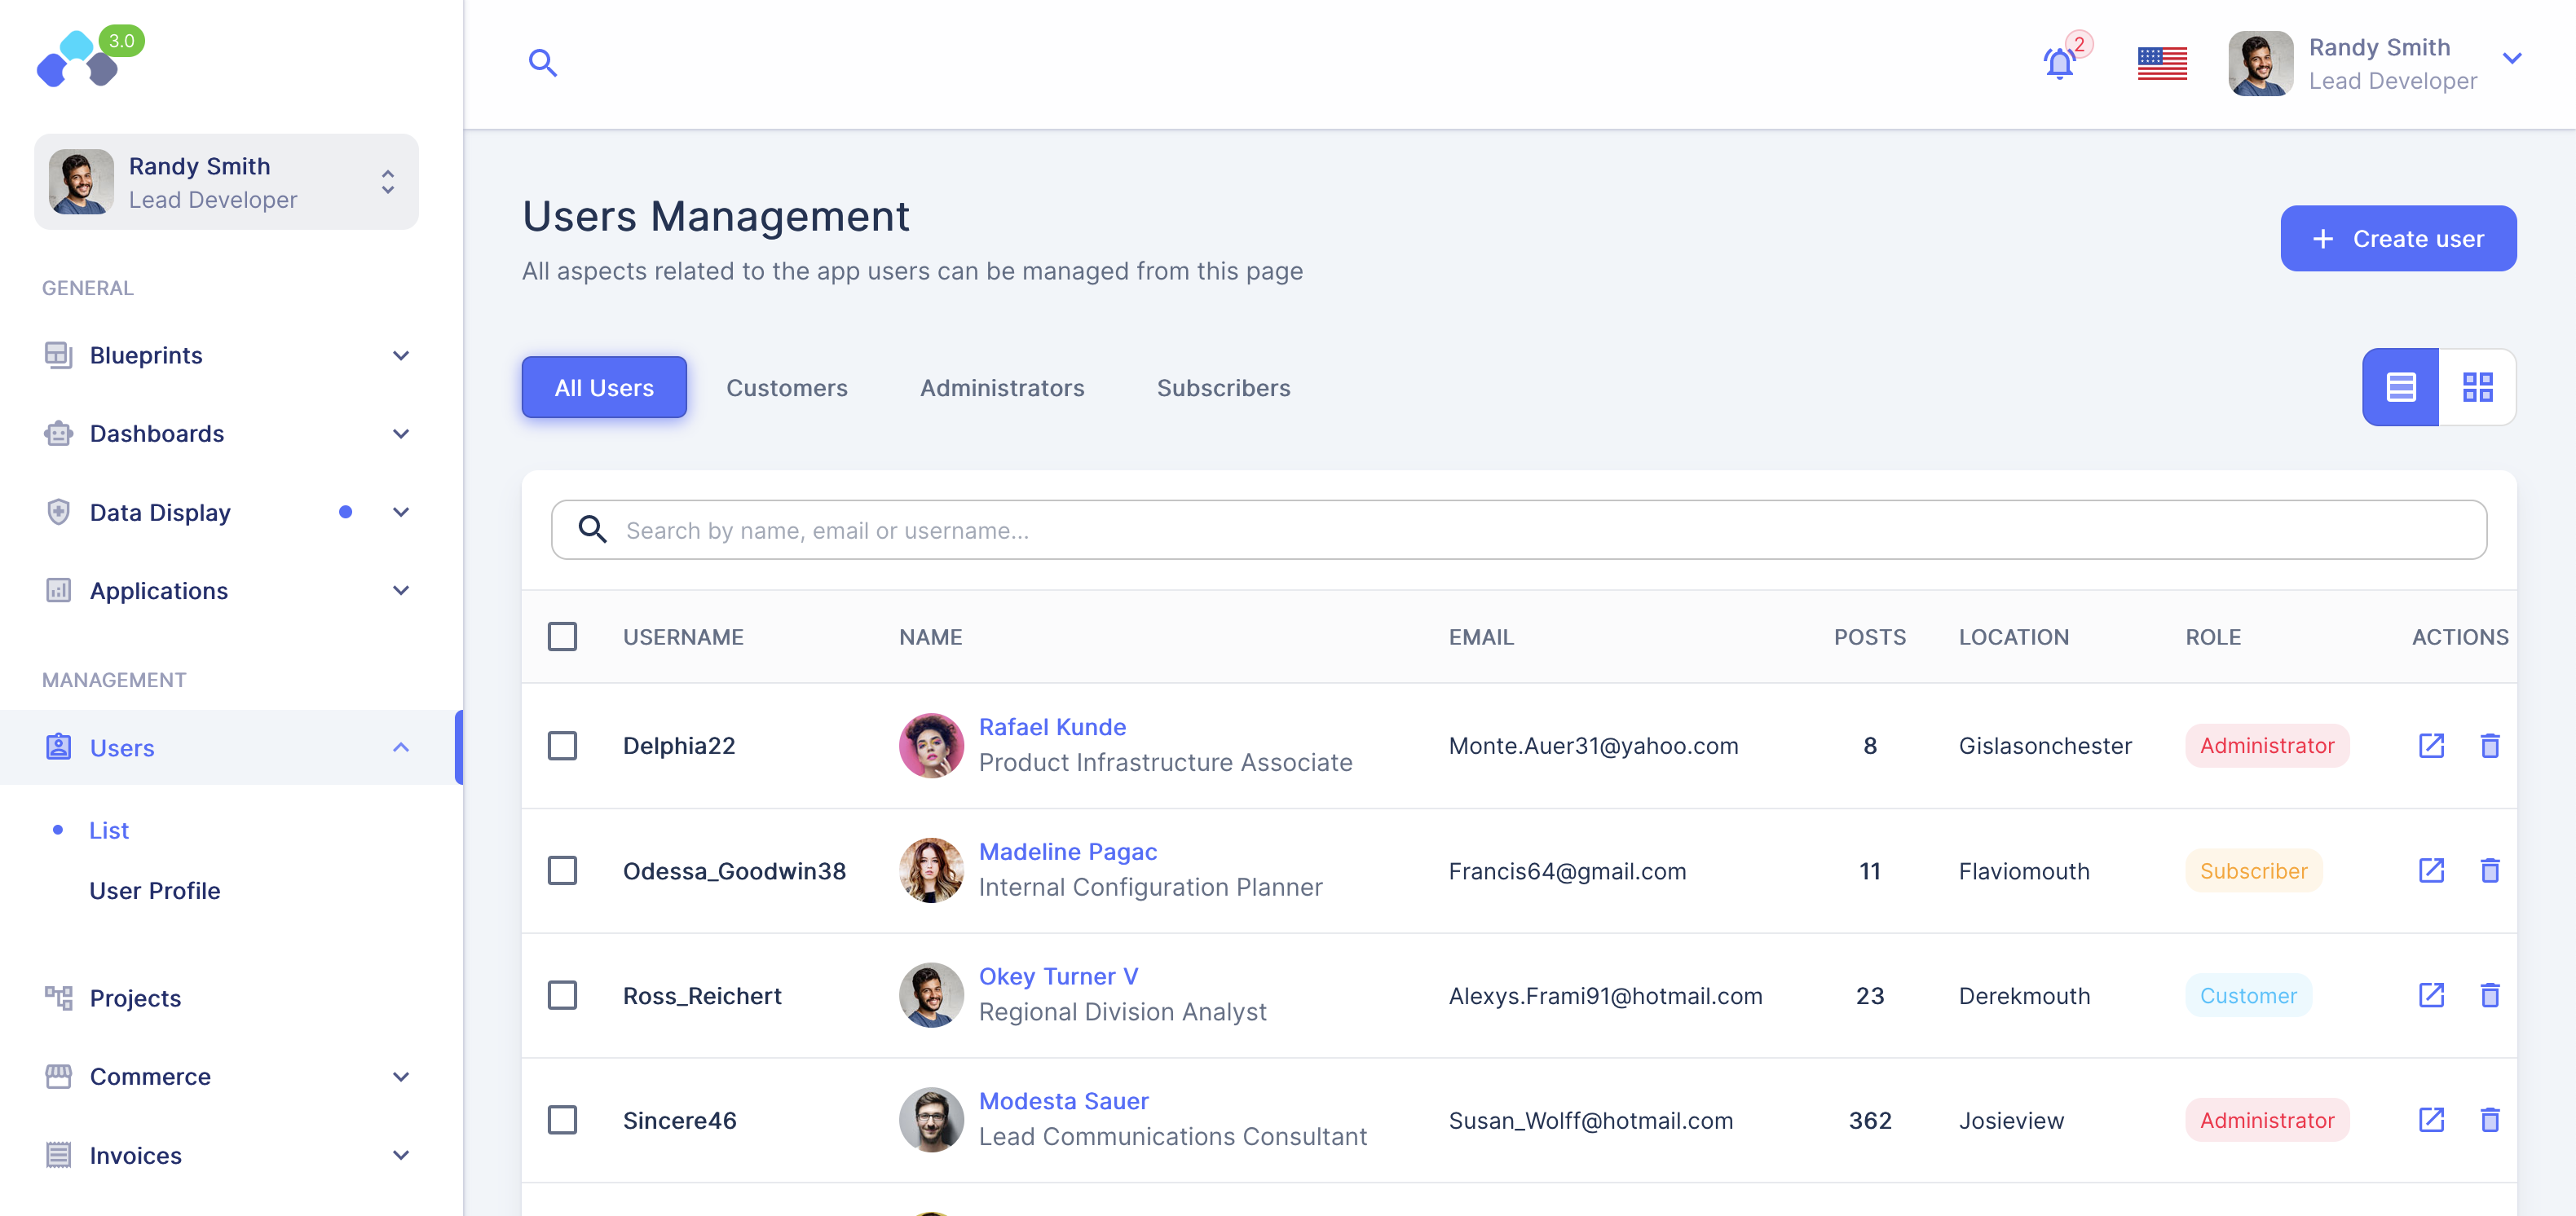 3.0
Randy Smith
Lead Developer
GENERAL
Blueprints
Dashboards
Data Display
Applications
MANAGEMENT
Users
List
User Profile
Projects
Commerce
Invoices
2
Randy Smith
Lead Developer
Users Management
All aspects related to the app users can be managed from this page
Create user
All Users Customers Administrators Subscribers
Search by name, email or username...
USERNAME NAME EMAIL POSTS LOCATION ROLE ACTIONS
Delphia22 Rafael Kunde Monte.Auer31@yahoo.com 8 Gislasonchester Administrator
Product Infrastructure Associate
Odessa_Goodwin38 Madeline Pagac Francis64@gmail.com 11 Flaviomouth Subscriber
Internal Configuration Planner
Ross_Reichert Okey Turner V Alexys.Frami91@hotmail.com 23 Derekmouth Customer
Regional Division Analyst
Sincere46 Modesta Sauer Susan_Wolff@hotmail.com 362 Josieview Administrator
Lead Communications Consultant